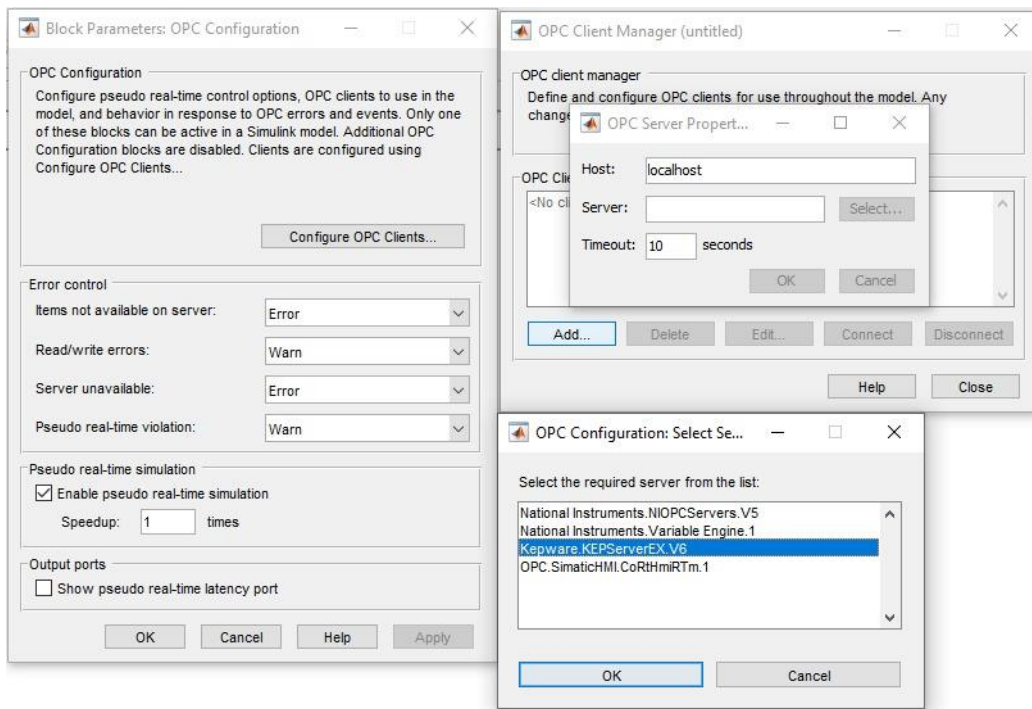 Block Parameters: OPC Configuration
OPC Configuration
Configure pseudo real-time control options, OPC clients to use in the
model, and behavior in response to OPC errors and events. Only one
of these blocks can be active in a Simulink model. Additional OPC
Configuration blocks are disabled. Clients are configured using
Configure OPC Clients...
Configure OPC Clients...
Error control
Items not available on server: Error
Read/write errors: Warn
Server unavailable: Error
Pseudo real-time violation: Warn
Pseudo real-time simulation
Enable pseudo real-time simulation
Speedup: 1 times
Output ports
Show pseudo real-time latency port
OK Cancel Help Apply
OPC Client Manager (untitled)
OPC client manager
Define and configure OPC clients for use throughout the model. Any
change
OPC Clie
<No cli
OPC Server Propert...
Host: localhost
Server: Select...
Timeout: 10 seconds
OK Cancel
Add... Delete Edit... Connect Disconnect
Help Close
OPC Configuration: Select Se...
Select the required server from the list:
National Instruments.NIOPCServers.V5
National Instruments.Variable Engine.1
Kepware.KEPServerEX.V6
OPC.SimaticHMI.CoRtHmiRTm.1
OK Cancel